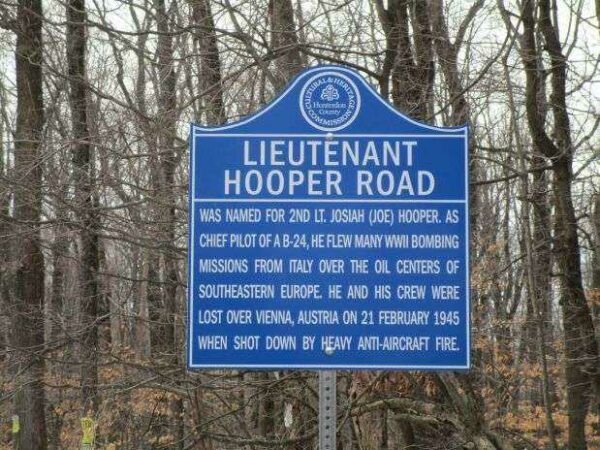 CULTURAL & HERITAGE
Hunterdon
County
COMMISSION
LIEUTENANT
HOOPER ROAD
WAS NAMED FOR 2ND LT. JOSIAH (JOE) HOOPER. AS
CHIEF PILOT OF A B-24, HE FLEW MANY WWII BOMBING
MISSIONS FROM ITALY OVER THE OIL CENTERS OF
SOUTHEASTERN EUROPE. HE AND HIS CREW WERE
LOST OVER VIENNA, AUSTRIA ON 21 FEBRUARY 1945
WHEN SHOT DOWN BY HEAVY ANTI-AIRCRAFT FIRE.